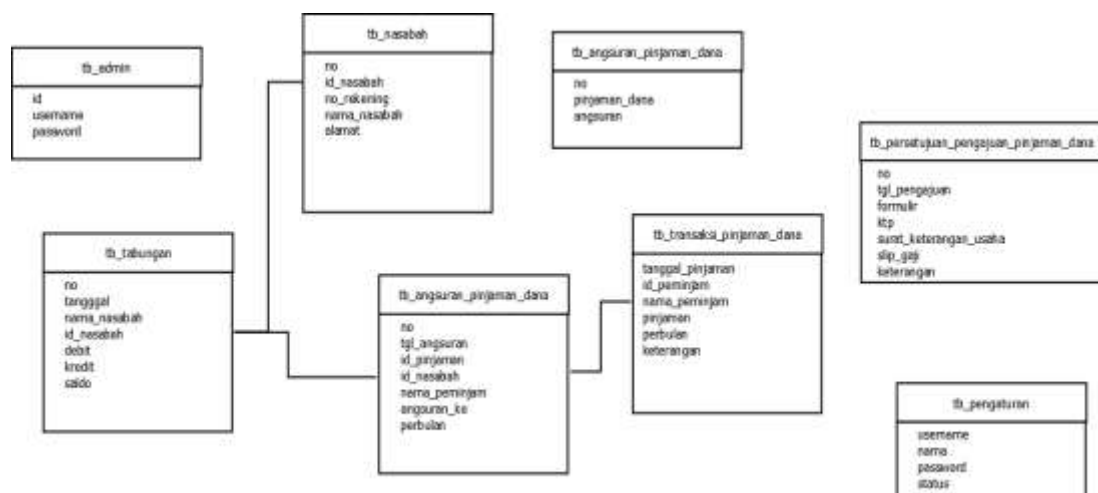 tb_admin
id
username
password
tb_nasabah
no
id_nasabah
no_rekening
nama_nasabah
alamat
tb_angsuran_pinjaman_dana
no
pinjaman_dana
angsuran
tb_persetujuan_pengajuan_pinjaman_dana
no
tgl_pengajuan
formulir
ktp
surat_keterangan_usaha
slip_gaji
keterangan
tb_tabungan
no
tangggal
nama_nasabah
id_nasabah
debit
kredit
saldo
tb_angsuran_pinjaman_dana
no
tgl_angsuran
id_pinjaman
id_nasabah
nama_peminjam
angsuran_ke
perbulan
tb_transaksi_pinjaman_dana
tanggal_pinjaman
id_peminjam
nama_peminjam
pinjaman
perbulan
keterangan
tb_pengaturan
username
nama
password
status